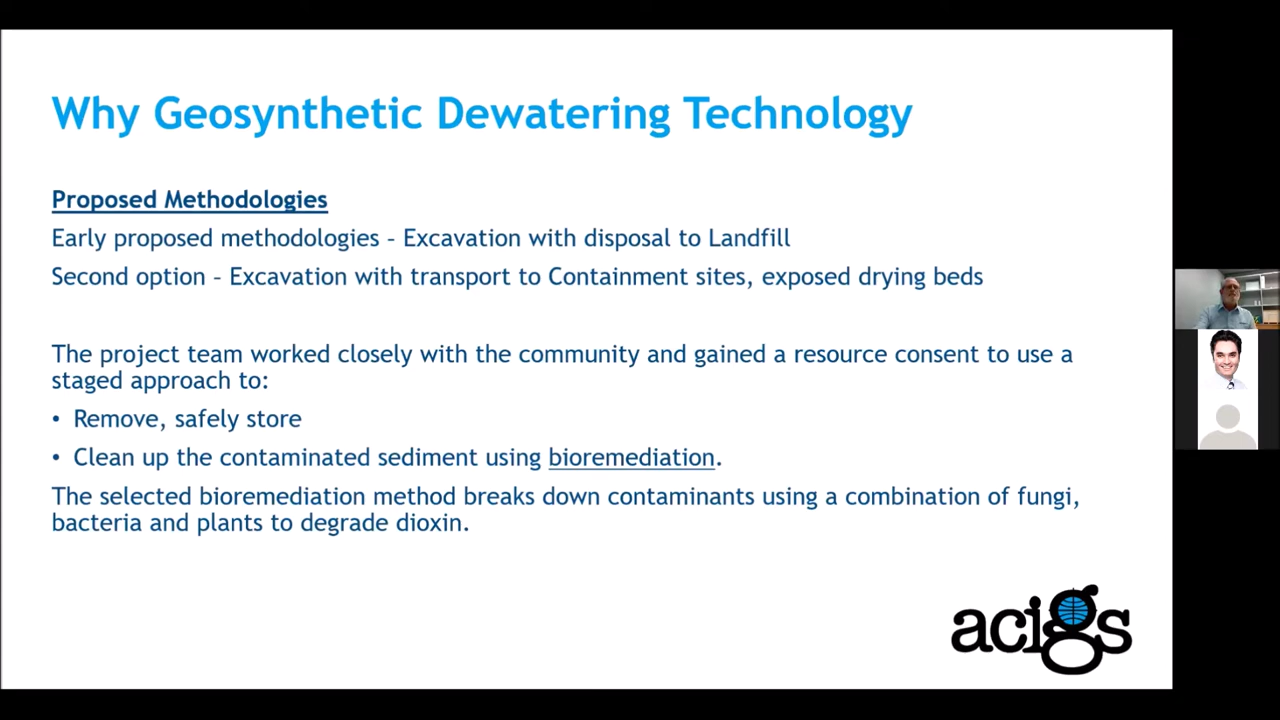 Why Geosynthetic Dewatering Technology
Proposed Methodologies
Early proposed methodologies – Excavation with disposal to Landfill
Second option – Excavation with transport to Containment sites, exposed drying beds
The project team worked closely with the community and gained a resource consent to use a
staged approach to:
• Remove, safely store
• Clean up the contaminated sediment using bioremediation.
The selected bioremediation method breaks down contaminants using a combination of fungi,
bacteria and plants to degrade dioxin.
acigs